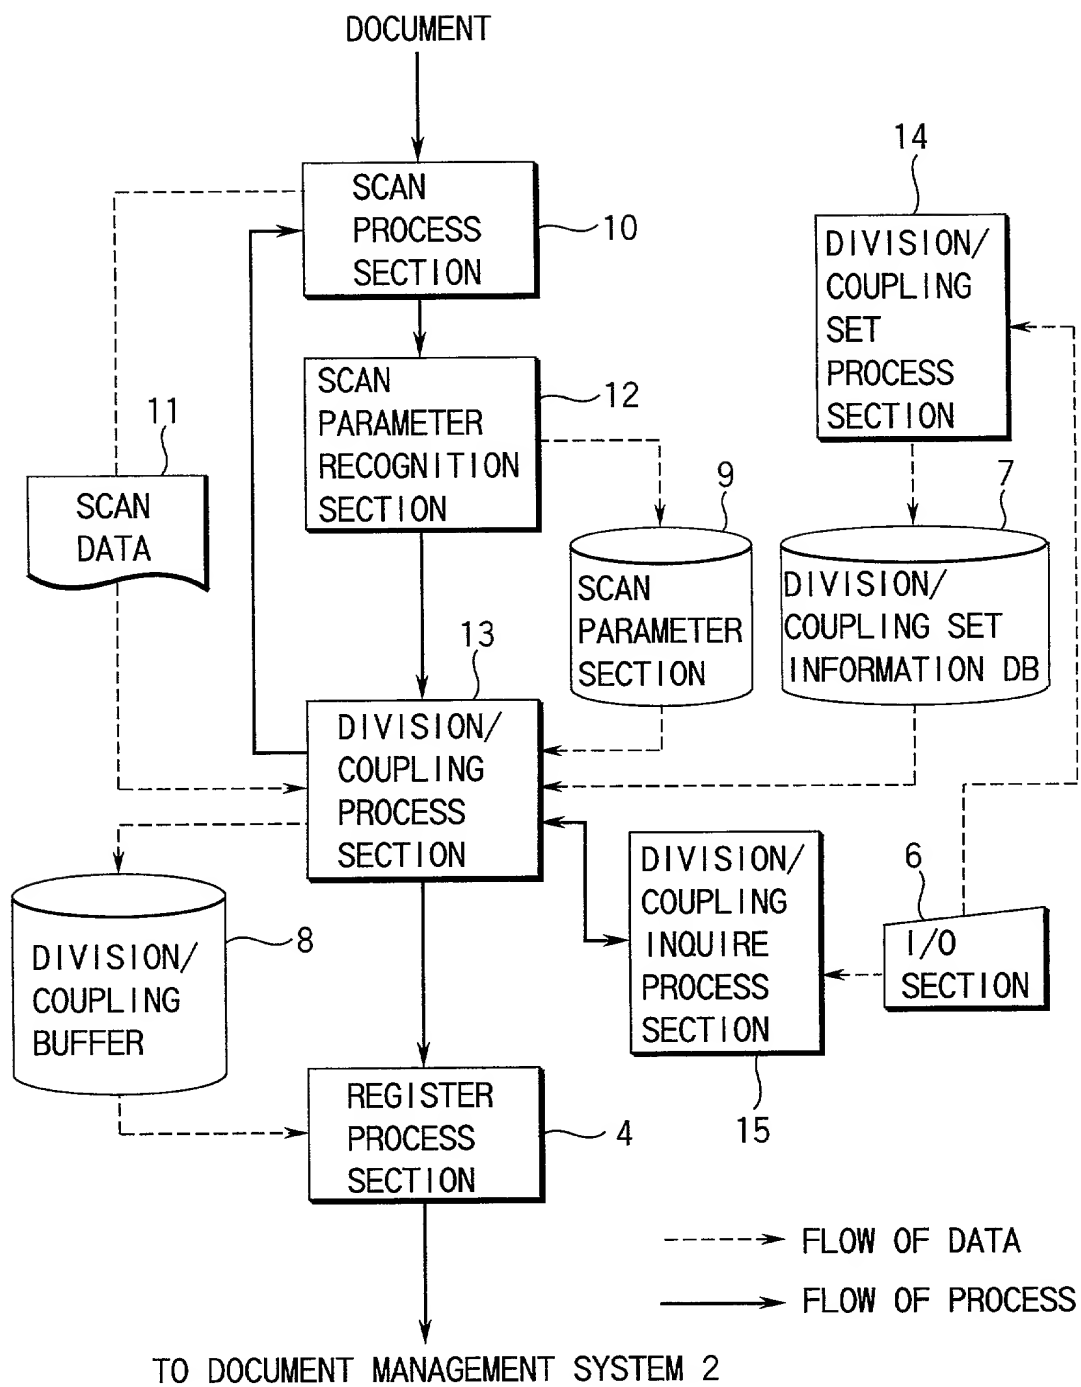 DOCUMENT
SCAN
PROCESS
SECTION
10
14
DIVISION/
COUPLING
SET
PROCESS
SECTION
SCAN
PARAMETER
RECOGNITION
SECTION
12
11
SCAN
DATA
9
SCAN
PARAMETER
SECTION
7
DIVISION/
COUPLING SET
INFORMATION DB
13
DIVISION/
COUPLING
PROCESS
SECTION
DIVISION/
COUPLING
INQUIRE
PROCESS
SECTION
15
6
I/O
SECTION
8
DIVISION/
COUPLING
BUFFER
REGISTER
PROCESS
SECTION
4
FLOW OF DATA
FLOW OF PROCESS
TO DOCUMENT MANAGEMENT SYSTEM 2